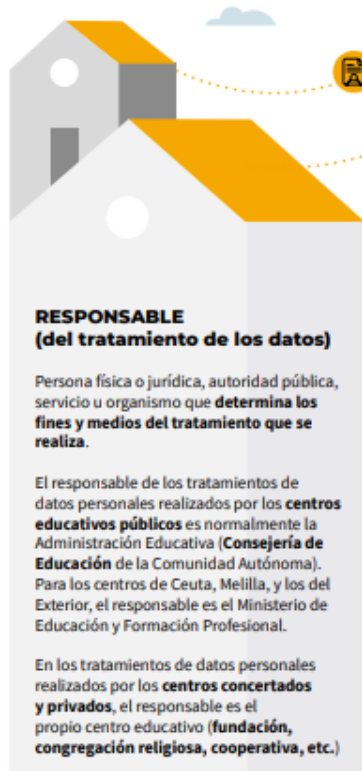 RESPONSABLE
(del tratamiento de los datos)
Persona física o jurídica, autoridad pública,
servicio u organismo que determina los
fines y medios del tratamiento que se
realiza.
El responsable de los tratamientos de
datos personales realizados por los centros
educativos públicos es normalmente la
Administración Educativa (Consejería de
Educación de la Comunidad Autónoma).
Para los centros de Ceuta, Melilla, y los del
Exterior, el responsable es el Ministerio de
Educación y Formación Profesional.
En los tratamientos de datos personales
realizados por los centros concertados
y privados, el responsable es el
propio centro educativo (fundación,
congregación religiosa, cooperativa, etc.)